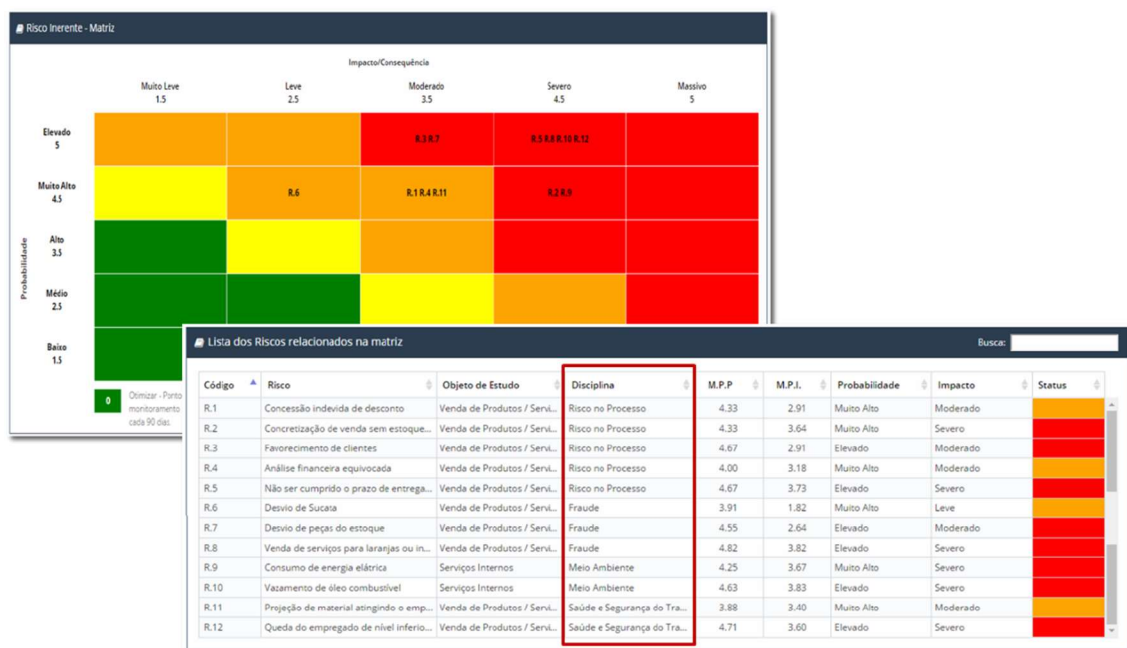 Risco Inerente - Matriz
Impacto/Consequência
Muito Leve Leve Moderado Severo Massivo
1.5 2.5 3.5 4.5 5
Elevado
5
R.3 R.7 R.5 R.8 R.10 R.12
Muito Alto
4.5
R.6 R.1 R.4 R.11 R.2 R.9
Probabilidade
Alto
3.5
Médio
2.5
Baixo
1.5
0 Otimizar - Ponto
monitoramento
cada 90 dias
Lista dos Riscos relacionados na matriz Busca:
Código Risco Objeto de Estudo Disciplina M.P.P M.P.I. Probabilidade Impacto Status
R.1 Concessão indevida de desconto Venda de Produtos / Servi... Risco no Processo 4.33 2.91 Muito Alto Moderado
R.2 Concretização de venda sem estoque... Venda de Produtos / Servi... Risco no Processo 4.33 3.64 Muito Alto Severo
R.3 Favorecimento de clientes Venda de Produtos / Servi... Risco no Processo 4.67 2.91 Elevado Moderado
R.4 Análise financeira equivocada Venda de Produtos / Servi... Risco no Processo 4.00 3.18 Muito Alto Moderado
R.5 Não ser cumprido o prazo de entrega... Venda de Produtos / Servi... Risco no Processo 4.67 3.73 Elevado Severo
R.6 Desvio de Sucata Venda de Produtos / Servi... Fraude 3.91 1.82 Muito Alto Leve
R.7 Desvio de peças do estoque Venda de Produtos / Servi... Fraude 4.55 2.64 Elevado Moderado
R.8 Venda de serviços para laranjas ou in... Venda de Produtos / Servi... Fraude 4.82 3.82 Elevado Severo
R.9 Consumo de energia elátrica Serviços Internos Meio Ambiente 4.25 3.67 Muito Alto Severo
R.10 Vazamento de óleo combustível Serviços Internos Meio Ambiente 4.63 3.83 Elevado Severo
R.11 Projeção de material atingindo o emp... Venda de Produtos / Servi... Saúde e Segurança do Tra... 3.88 3.40 Muito Alto Moderado
R.12 Queda do empregado de nível inferio... Venda de Produtos / Servi... Saúde e Segurança do Tra... 4.71 3.60 Elevado Severo